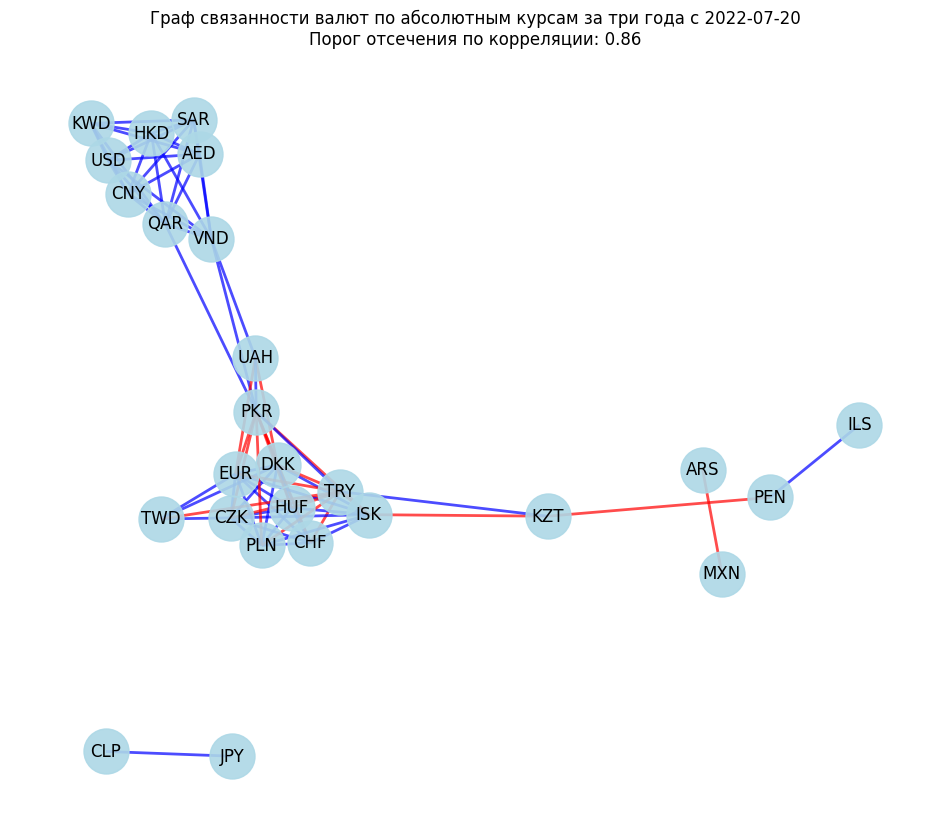 Граф связанности валют по абсолютным курсам за три года с 2022-07-20
Порог отсечения по корреляции: 0.86
KWD
HKD
SAR
USD
AED
CNY
QAR
VND
UAH
PKR
ILS
DKK
EUR
ARS
TRY
PEN
TWD
CZK
HUF
ISK
KZT
PLN
CHF
MXN
CLP
JPY